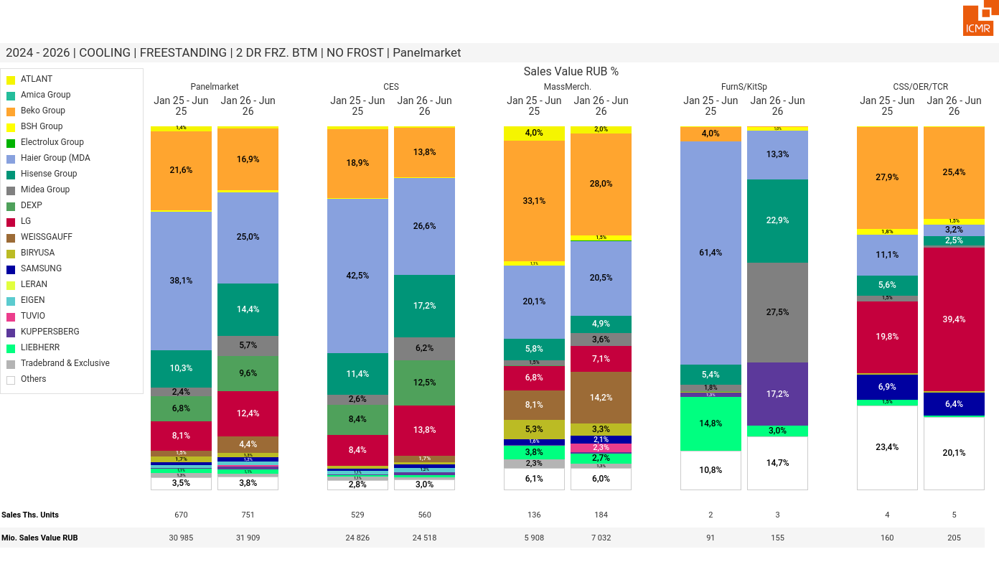 ICMR
2024 - 2026 | COOLING | FREESTANDING | 2 DR FRZ. BTM | NO FROST | Panelmarket
ATLANT
Amica Group
Beko Group
BSH Group
Electrolux Group
Haier Group (MDA
Hisense Group
Midea Group
DEXP
LG
WEISSGAUFF
BIRYUSA
SAMSUNG
LERAN
EIGEN
TUVIO
KUPPERSBERG
LIEBHERR
Tradebrand & Exclusive
Others
Sales Value RUB %
Panelmarket
Jan 25 - Jun
25
1,4%
21,6%
38,1%
10,3%
2,4%
6,8%
8,1%
1,5%
1,7%
1,1%
1,3%
3,5%
Jan 26 - Jun
26
16,9%
25,0%
14,4%
5,7%
9,6%
12,4%
4,4%
1,3%
1,2%
1,1%
3,8%
CES
Jan 25 - Jun
25
18,9%
42,5%
11,4%
2,6%
8,4%
8,4%
1,1%
1,1%
2,8%
Jan 26 - Jun
26
13,8%
26,6%
17,2%
6,2%
12,5%
13,8%
1,7%
1,2%
3,0%
MassMerch.
Jan 25 - Jun
25
4,0%
33,1%
1,1%
20,1%
5,8%
1,5%
6,8%
8,1%
5,3%
1,6%
3,8%
2,3%
6,1%
Jan 26 - Jun
26
2,0%
28,0%
1,5%
20,5%
4,9%
3,6%
7,1%
14,2%
3,3%
2,1%
2,3%
2,7%
1,3%
6,0%
FurnS/KitSp
Jan 25 - Jun
25
4,0%
61,4%
5,4%
1,8%
1,3%
14,8%
10,8%
Jan 26 - Jun
26
1,0%
13,3%
22,9%
27,5%
17,2%
3,0%
14,7%
CSS/OER/TCR
Jan 25 - Jun
25
27,9%
1,8%
11,1%
5,6%
1,5%
19,8%
6,9%
1,5%
23,4%
Jan 26 - Jun
26
25,4%
1,5%
3,2%
2,5%
39,4%
6,4%
20,1%
Sales Ths. Units 670 751 529 560 136 184 2 3 4 5
Mio. Sales Value RUB 30 985 31 909 24 826 24 518 5 908 7 032 91 155 160 205